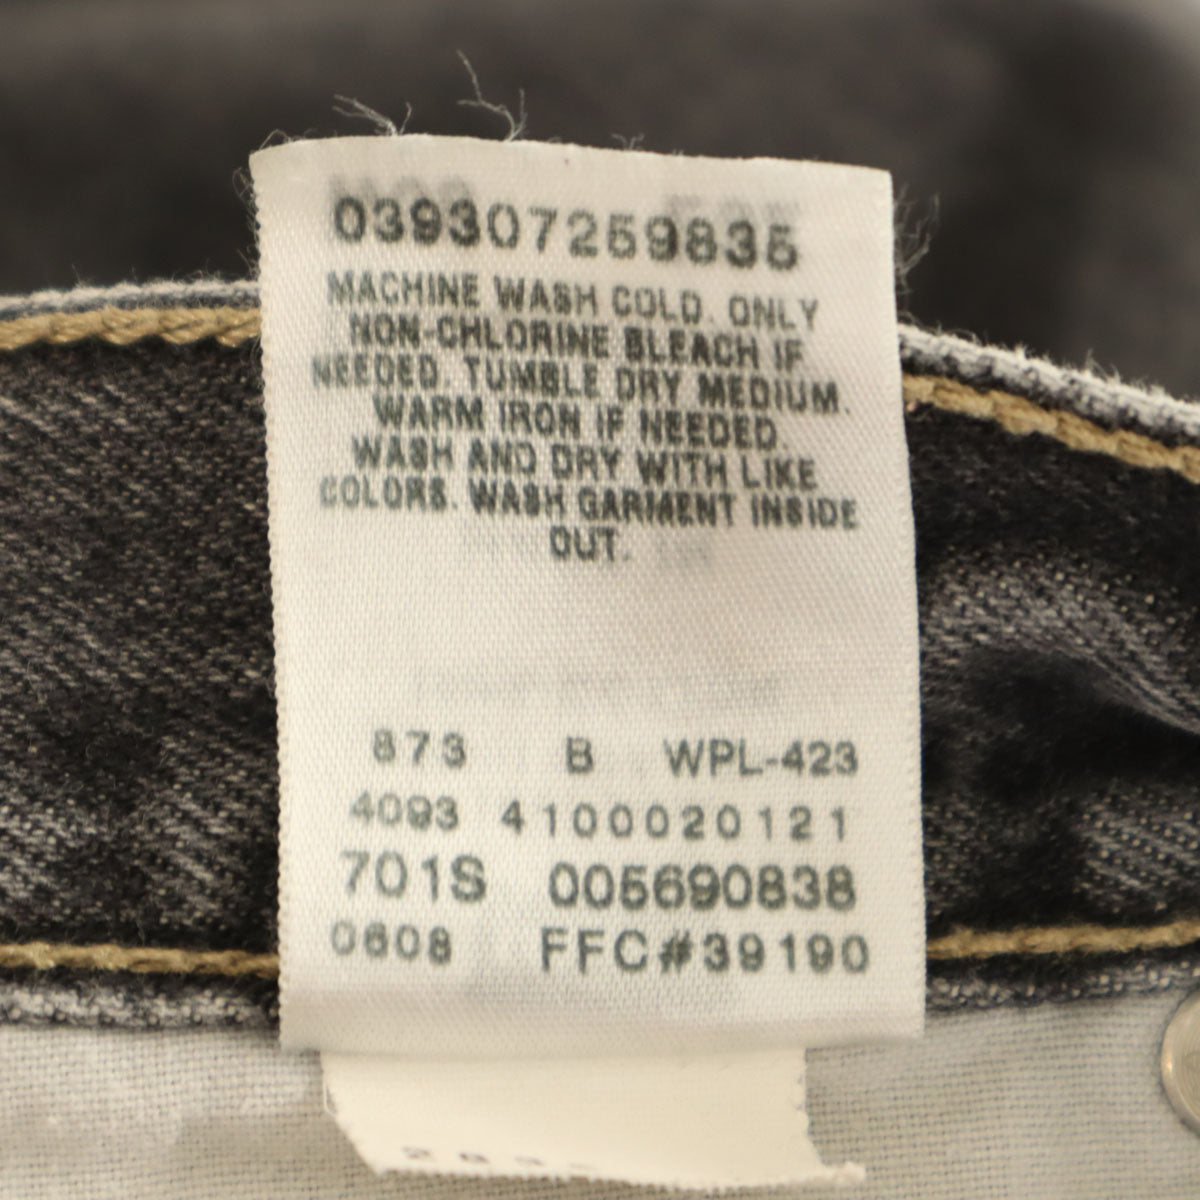 039307259835
MACHINE WASH COLD. ONLY
NON-CHLORINE BLEACH IF
NEEDED. TUMBLE DRY MEDIUM.
WARM IRON IF NEEDED.
WASH AND DRY WITH LIKE
COLORS. WASH GARMENT INSIDE
OUT.
873 B WPL-423
4093 4100020121
701S 005690838
0608 FFC#39190